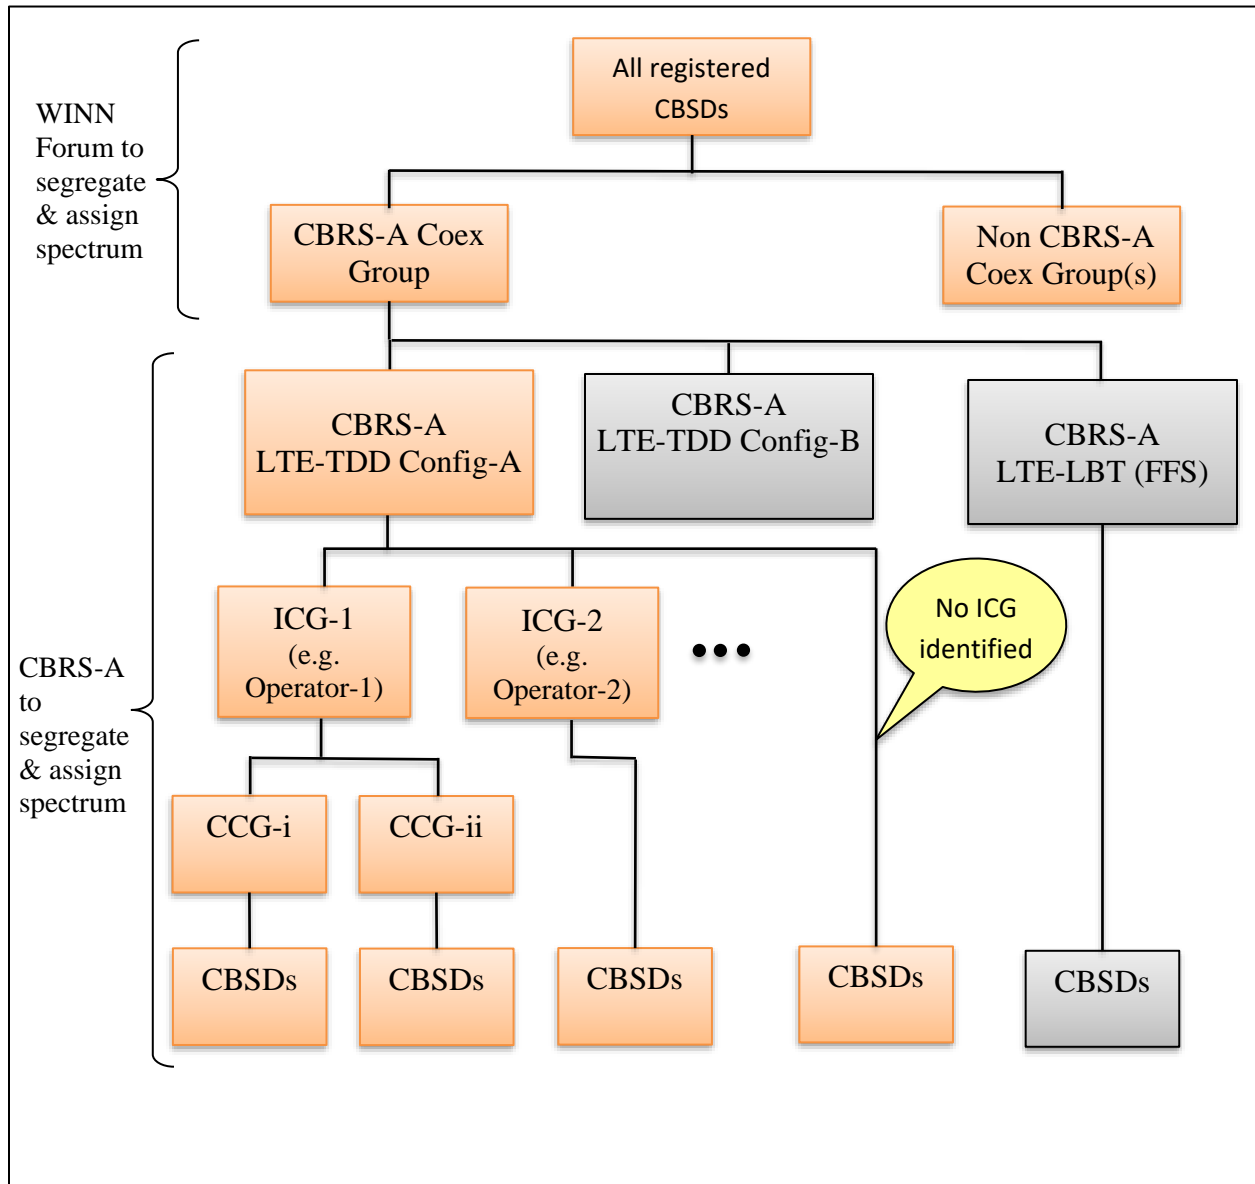 All registered
CBSDs
WINN
Forum to
segregate
& assign
spectrum
CBRS-A Coex
Group
Non CBRS-A
Coex Group(s)
CBRS-A
LTE-TDD Config-A
CBRS-A
LTE-TDD Config-B
CBRS-A
LTE-LBT (FFS)
ICG-1
(e.g.
Operator-1)
ICG-2
(e.g.
Operator-2)
•••
No ICG
identified
CBRS-A
to
segregate
& assign
spectrum
CCG-i
CCG-ii
CBSDs
CBSDs
CBSDs
CBSDs
CBSDs